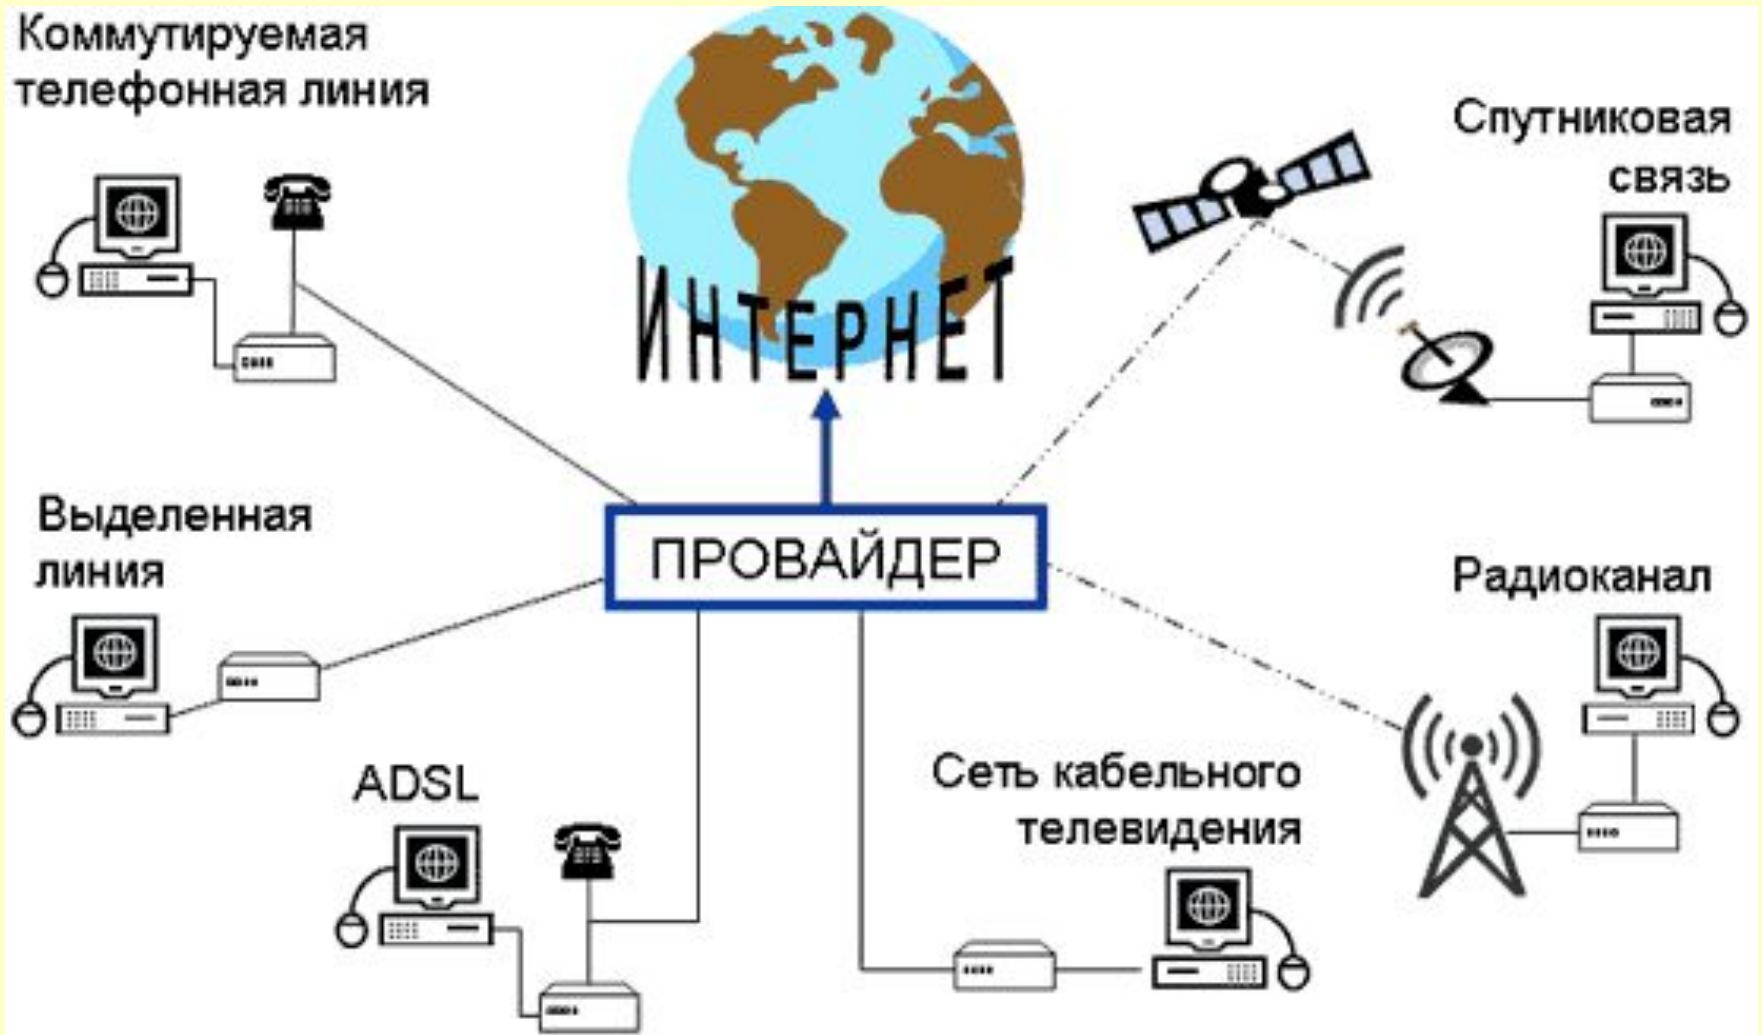 Коммутируемая
телефонная линия
Спутниковая
связь
ИНТЕРНЕТ
Выделенная
линия
ПРОВАЙДЕР
Радиоканал
ADSL
Сеть кабельного
телевидения